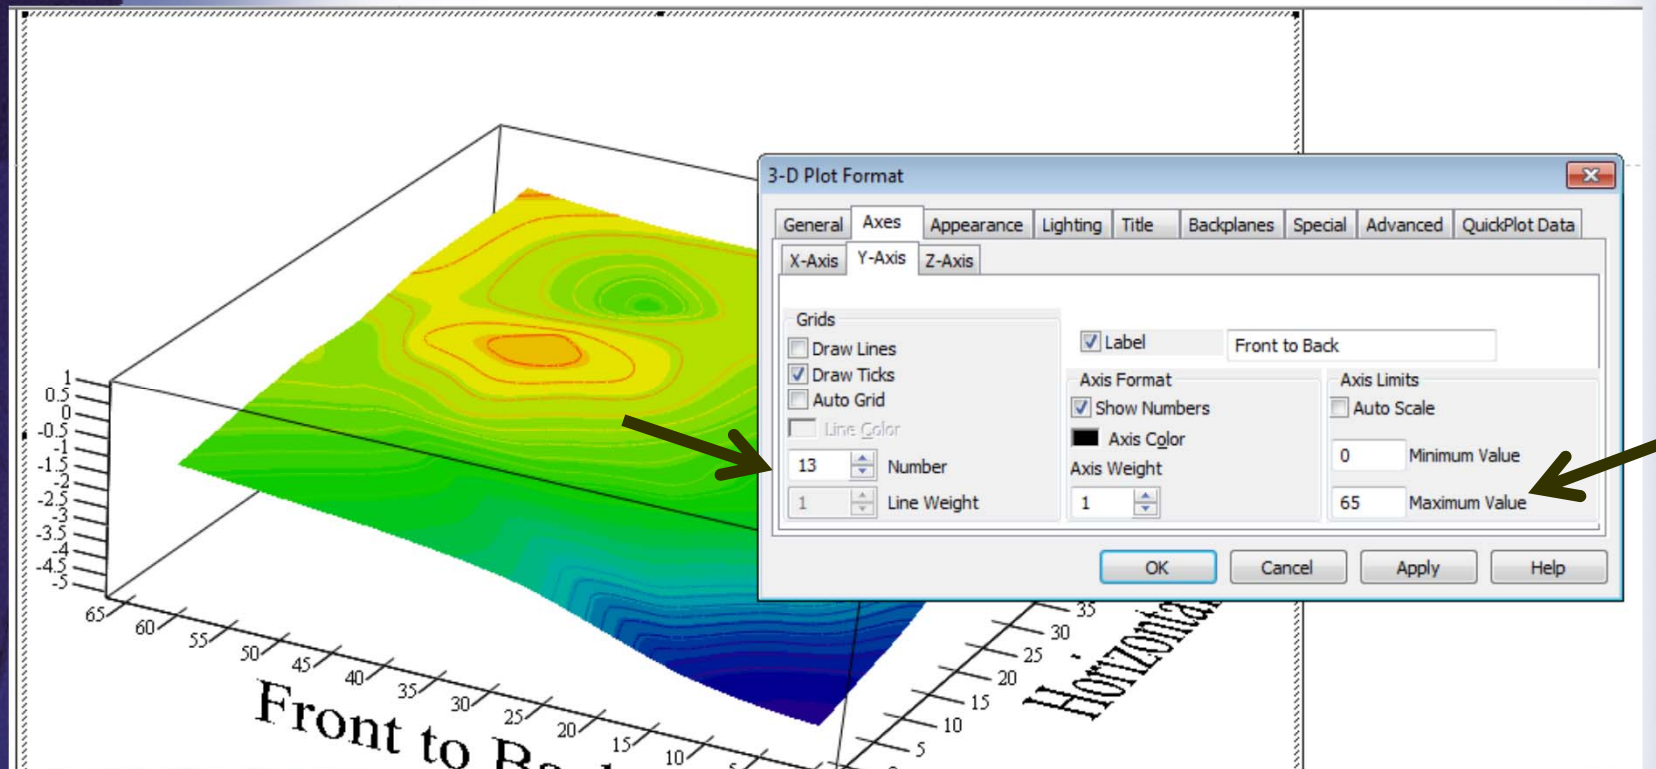 3-D Plot Format
General Axes Appearance Lighting Title Backplanes Special Advanced QuickPlot Data
X-Axis Y-Axis Z-Axis
Grids
Draw Lines
Draw Ticks
Auto Grid
Line Color
13 Number
1 Line Weight
Label Front to Back
Axis Format
Show Numbers
Axis Color
Axis Weight
1
Axis Limits
Auto Scale
0 Minimum Value
65 Maximum Value
OK Cancel Apply Help
1
0.5
0
-0.5
-1
-1.5
-2
-2.5
-3
-3.5
-4
-4.5
-5
65 60 55 50 45 40 35 30 25 20 15 10
Front to
35
30
25
20
15
10
5